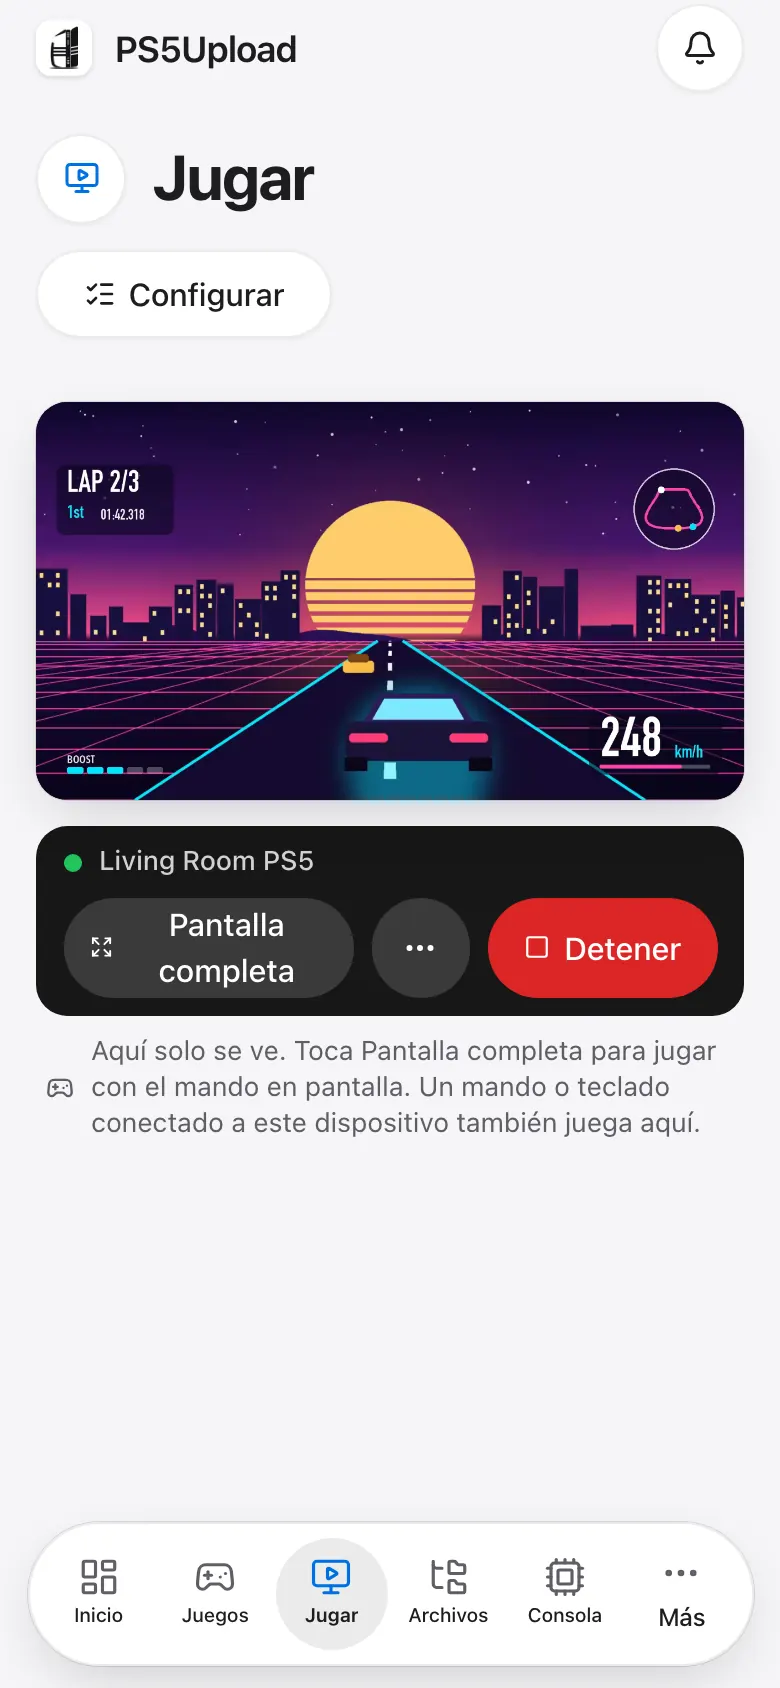 PS5Upload
Jugar
Configurar
LAP 2/3
1st 01:42.318
248 km/h
BOOST
Living Room PS5
Pantalla
completa
Detener
Aquí solo se ve. Toca Pantalla completa para jugar
con el mando en pantalla. Un mando o teclado
conectado a este dispositivo también juega aquí.
Inicio
Juegos
Jugar
Archivos
Consola
Más